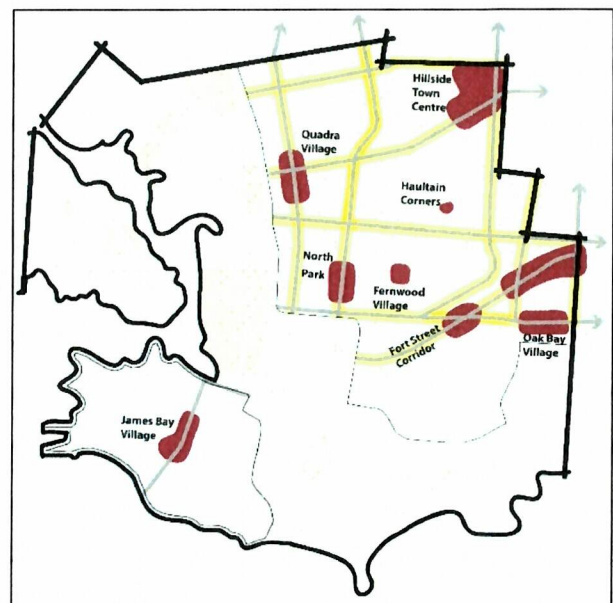 Hillside
Town
Centre
Quadra
Village
Haultain
Corners
North
Park
Fernwood
Village
Fort Street
Corridor
Oak Bay
Village
James Bay
Village